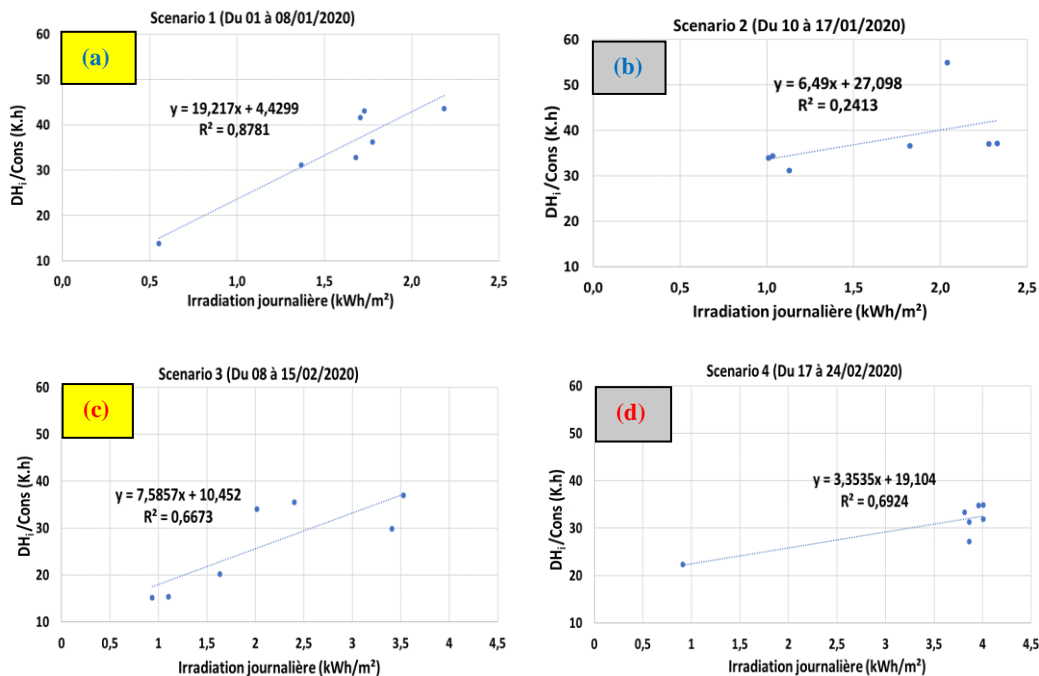 Scenario 1 (Du 01 à 08/01/2020)
(a)
y = 19,217x + 4,4299
R² = 0,8781
DHᵢ/Cons (K.h)
60
50
40
30
20
10
0,0 0,5 1,0 1,5 2,0 2,5
Irradiation journalière (kWh/m²)
Scenario 2 (Du 10 à 17/01/2020)
(b)
y = 6,49x + 27,098
R² = 0,2413
DHᵢ/Cons (K.h)
60
50
40
30
20
10
0,0 0,5 1,0 1,5 2,0 2,5
Irradiation journalière (kWh/m²)
Scenario 3 (Du 08 à 15/02/2020)
(c)
y = 7,5857x + 10,452
R² = 0,6673
DHᵢ/Cons (K.h)
60
50
40
30
20
10
0 0,5 1 1,5 2 2,5 3 3,5 4 4,5
Irradiation journalière (kWh/m²)
Scenario 4 (Du 17 à 24/02/2020)
(d)
y = 3,3535x + 19,104
R² = 0,6924
DHᵢ/Cons (K.h)
60
50
40
30
20
10
0 0,5 1 1,5 2 2,5 3 3,5 4 4,5
Irradiation journalière (kWh/m²)